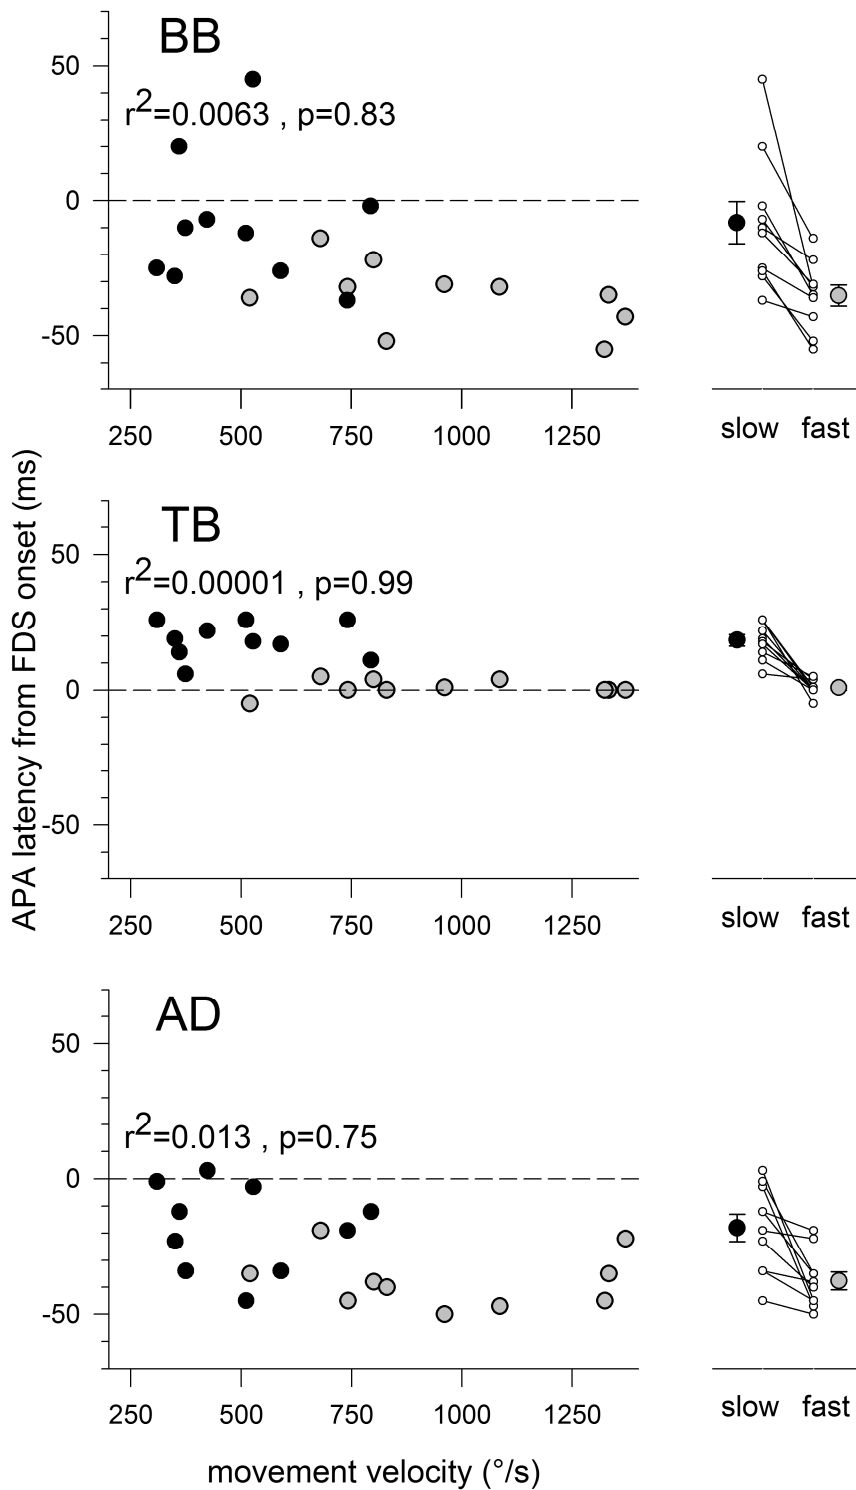 BB
50
r2=0.0063 , p=0.83
0
-50
250 500 750 1000 1250
slow fast
APA latency from FDS onset (ms)
TB
50
r2=0.00001 , p=0.99
0
-50
250 500 750 1000 1250
slow fast
AD
50
r2=0.013 , p=0.75
0
-50
250 500 750 1000 1250
slow fast
movement velocity (°/s)